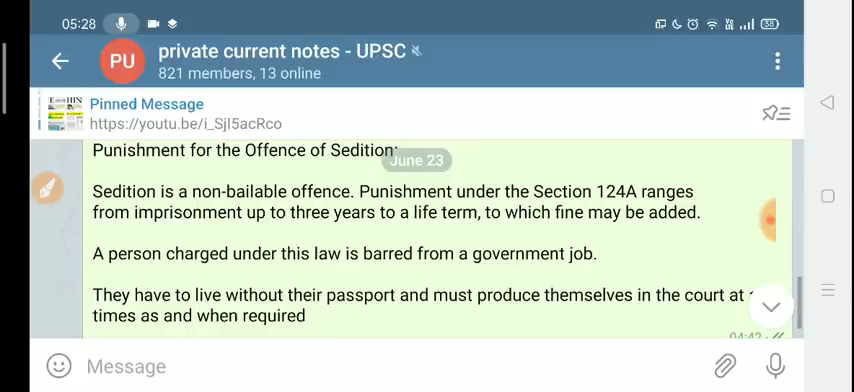 05:28
58
PU
private current notes - UPSC
821 members, 13 online
Pinned Message
https://youtu.be/i_SjI5acRco
Punishment for the Offence of Sedition:
June 23
Sedition is a non-bailable offence. Punishment under the Section 124A ranges
from imprisonment up to three years to a life term, to which fine may be added.
A person charged under this law is barred from a government job.
They have to live without their passport and must produce themselves in the court at
times as and when required
04:42
Message